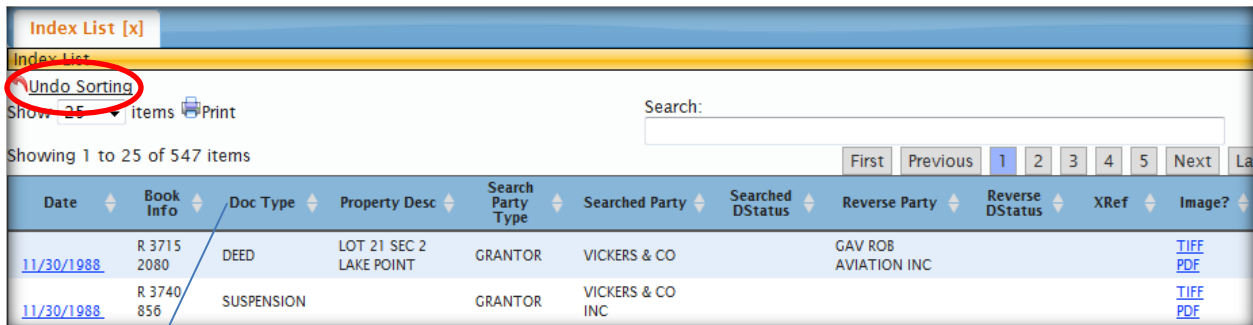 Index List [x]
Index List
Undo Sorting
Show 25 items Print
Search:
Showing 1 to 25 of 547 items
First Previous 1 2 3 4 5 Next La
Date Book Info Doc Type Property Desc Search Party Type Searched Party Searched DStatus Reverse Party Reverse DStatus XRef Image?
11/30/1988 R 3715 2080 DEED LOT 21 SEC 2 LAKE POINT GRANTOR VICKERS & CO GAV ROB AVIATION INC TIFF PDF
11/30/1988 R 3740 856 SUSPENSION GRANTOR VICKERS & CO INC TIFF PDF